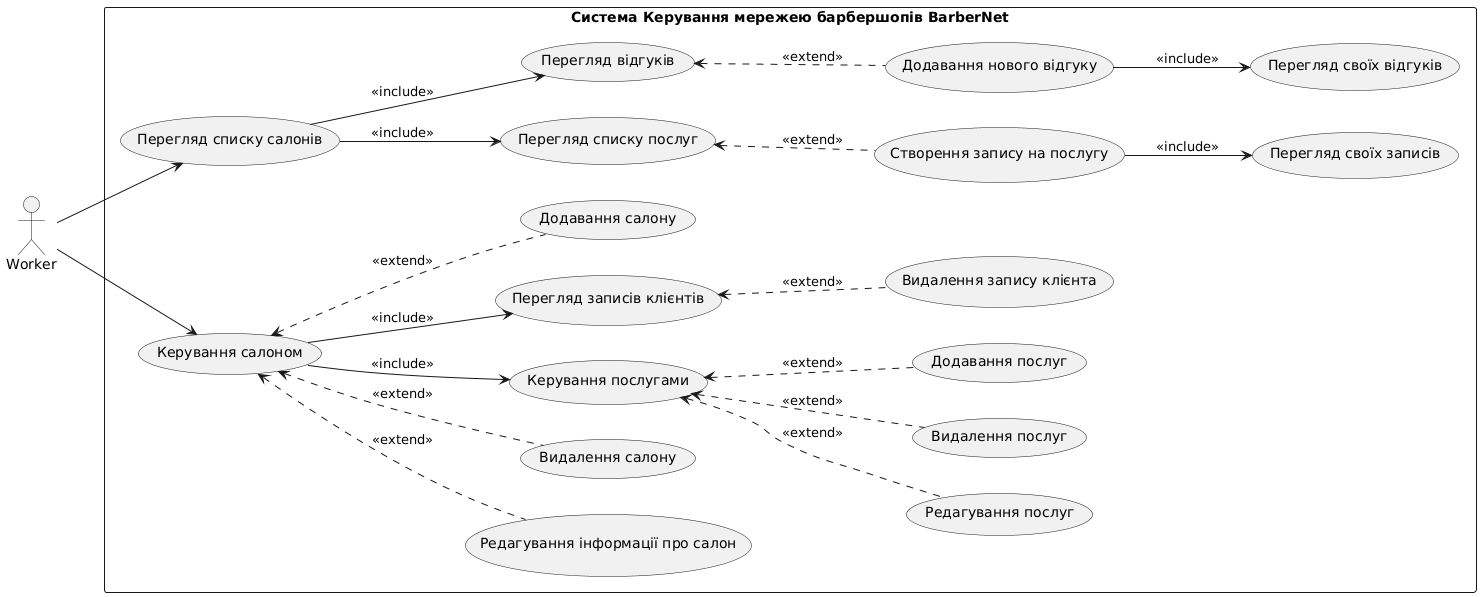 Система Керування мережею барбершопів BarberNet
Перегляд відгуків
«extend»
Додавання нового відгуку
«include»
Перегляд своїх відгуків
«include»
Перегляд списку салонів
«include»
Перегляд списку послуг
«extend»
Створення запису на послугу
«include»
Перегляд своїх записів
Worker
Додавання салону
«extend»
Перегляд записів клієнтів
«extend»
Видалення запису клієнта
«include»
Керування салоном
«include»
Керування послугами
«extend»
Додавання послуг
«extend»
«extend»
Видалення послуг
«extend»
«extend»
Видалення салону
Редагування послуг
Редагування інформації про салон